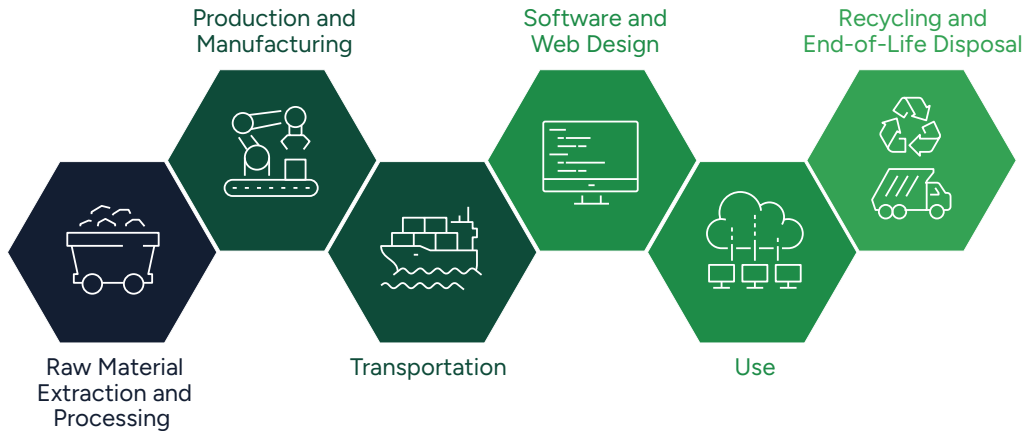 Production and
Manufacturing
Software and
Web Design
Recycling and
End-of-Life Disposal
Raw Material
Extraction and
Processing
Transportation
Use